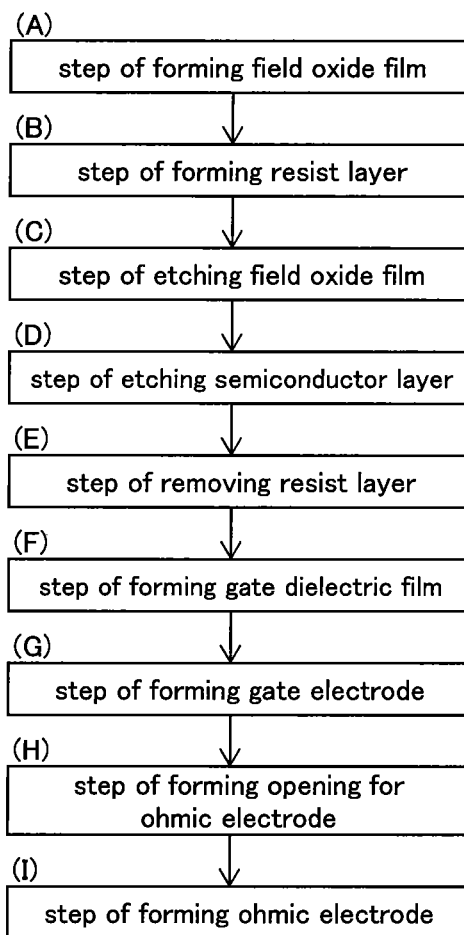 (A)
step of forming field oxide film
(B)
step of forming resist layer
(C)
step of etching field oxide film
(D)
step of etching semiconductor layer
(E)
step of removing resist layer
(F)
step of forming gate dielectric film
(G)
step of forming gate electrode
(H)
step of forming opening for
ohmic electrode
(I)
step of forming ohmic electrode